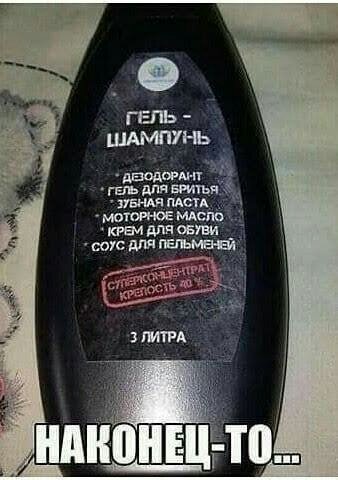 ГЕЛЬ -
ШАМПУНЬ
* ДЕЗОДОРАНТ
* ГЕЛЬ ДЛЯ БРИТЬЯ
* ЗУБНАЯ ПАСТА
* МОТОРНОЕ МАСЛО
* КРЕМ ДЛЯ ОБУВИ
* СОУС ДЛЯ ПЕЛЬМЕНЕЙ
СУПЕРКОНЦЕНТРАТ
КРЕПОСТЬ 40 %
3 ЛИТРА
НАКОНЕЦ-ТО...